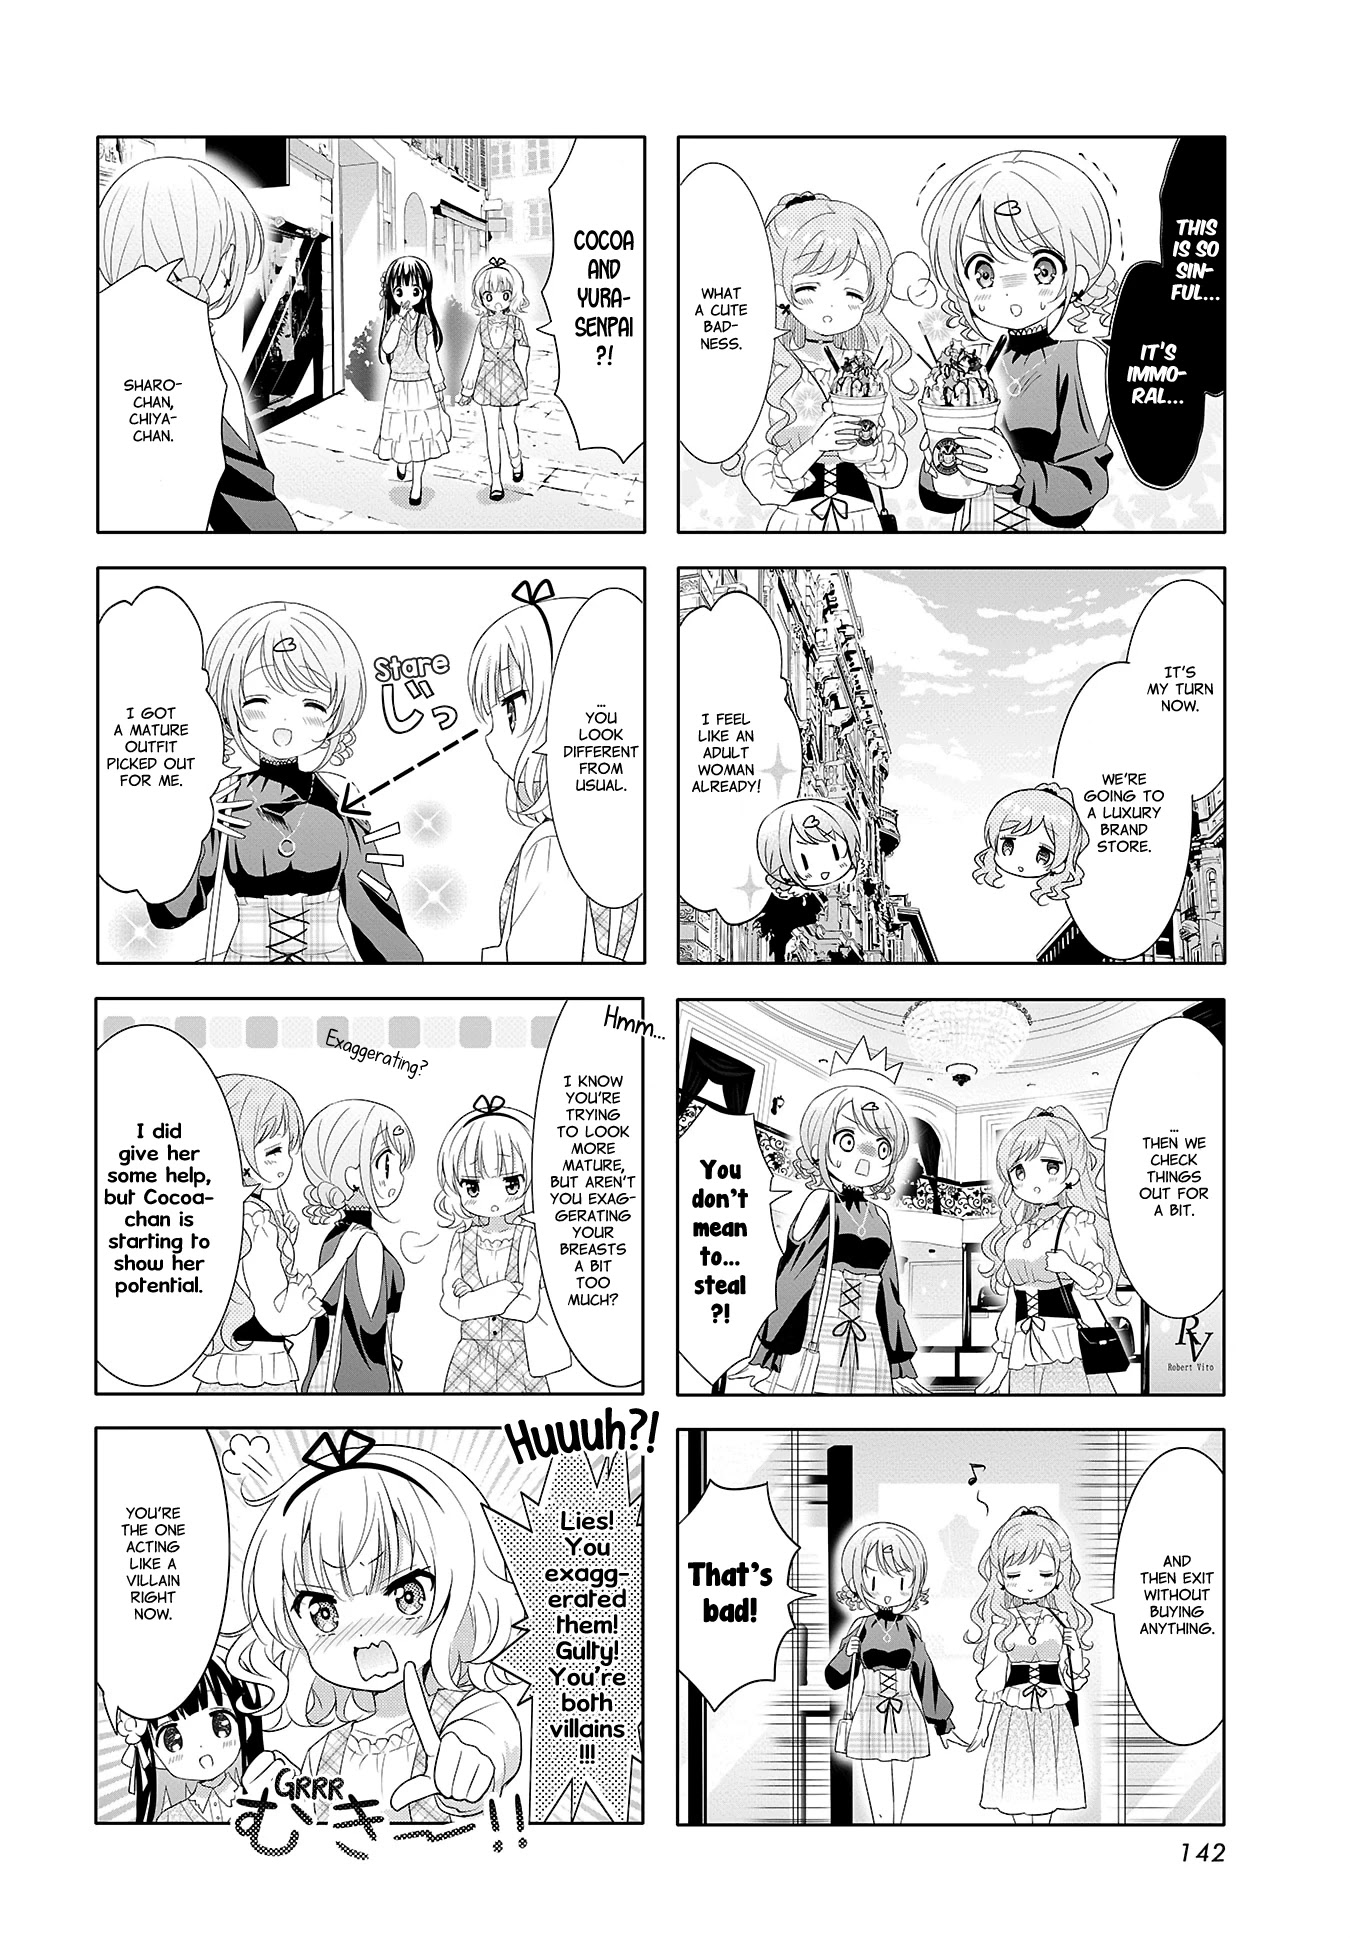 THIS
IS SO
SIN-
FUL...
IT'S
IMMO-
RAL...
WHAT
A CUTE
BAD-
NESS.
IT'S
MY TURN
NOW.
WE'RE
GOING TO
A LUXURY
BRAND
STORE.
I FEEL
LIKE AN
ADULT
WOMAN
ALREADY!
...
THEN WE
CHECK
THINGS
OUT FOR
A BIT.
You
don't
mean
to...
steal
?!
RV
Robert Vito
AND
THEN EXIT
WITHOUT
BUYING
ANYTHING.
That's
bad!
COCOA
AND
YURA-
SENPAI
?!
SHARO-
CHAN,
CHIYA-
CHAN.
...
YOU
LOOK
DIFFERENT
FROM
USUAL.
Stare
じっ
I GOT
A MATURE
OUTFIT
PICKED OUT
FOR ME.
Hmm...
I KNOW
YOU'RE
TRYING
TO LOOK
MORE
MATURE,
BUT AREN'T
YOU EXAG-
GERATING
YOUR
BREASTS
A BIT
TOO
MUCH?
Exaggerating?
I did
give her
some help,
but Cocoa-
chan is
starting to
show her
potential.
Huuuh?!
Lies!
You
exagg-
erated
them!
Gulty!
You're
both
villains
!!!
YOU'RE
THE ONE
ACTING
LIKE A
VILLAIN
RIGHT
NOW.
GRRR
むきー!!
142